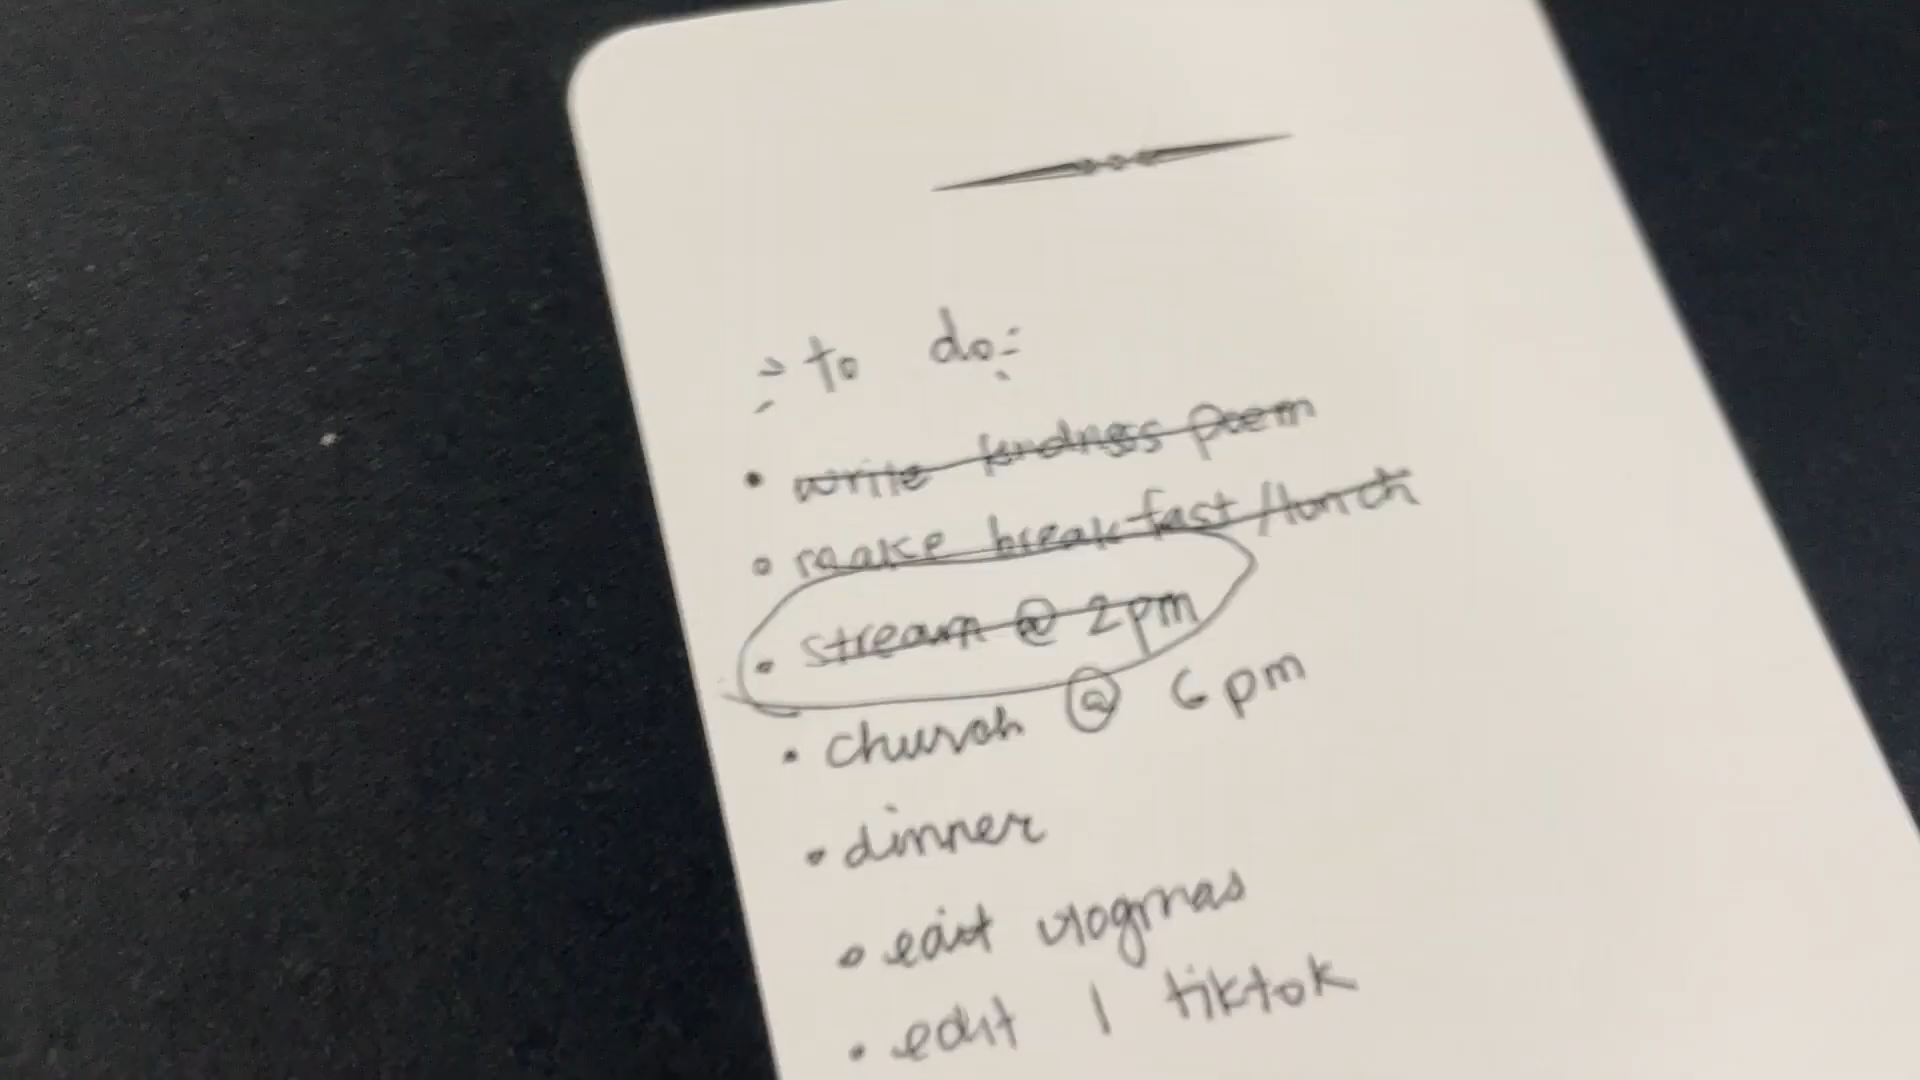 to do:
• write kindness poem
• make breakfast/lunch
• stream @ 2pm
• church @ 6pm
• dinner
• edit vlogmas
• edit 1 tiktok